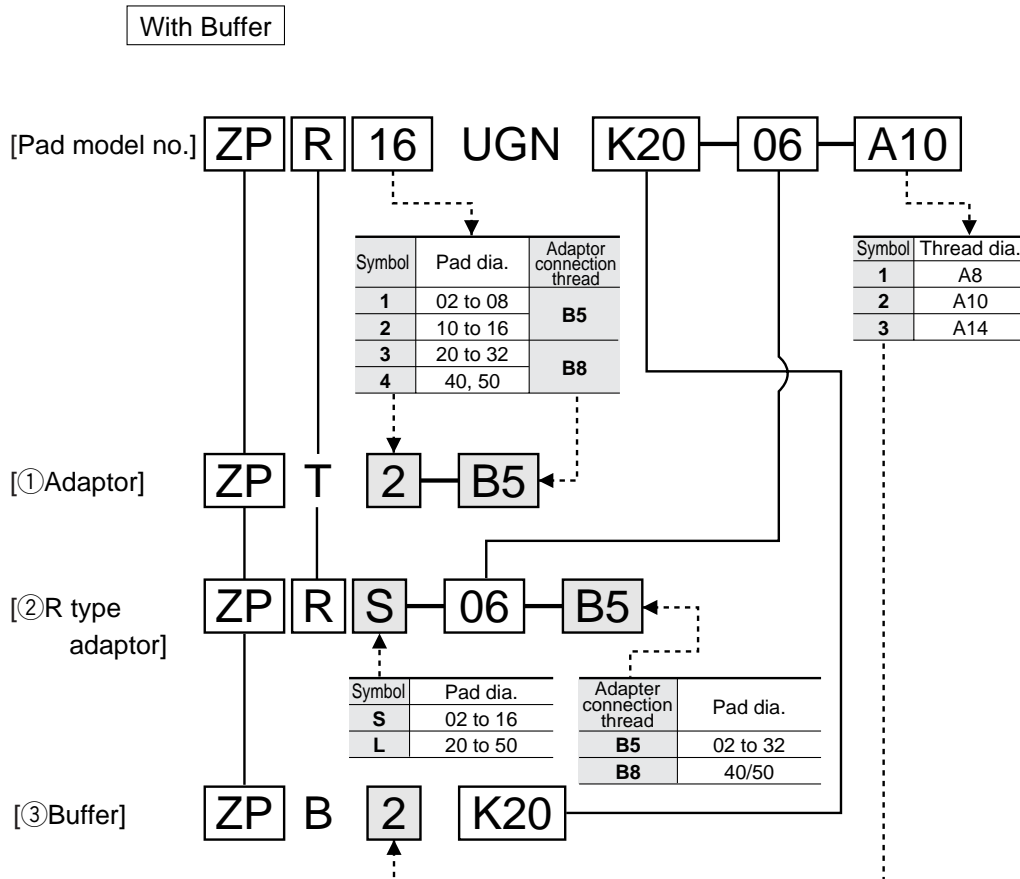 With Buffer
[Pad model no.] ZP R 16 UGN K20 06 A10
Symbol Pad dia. Adaptor connection thread
1 02 to 08 B5
2 10 to 16
3 20 to 32 B8
4 40, 50
Symbol Thread dia.
1 A8
2 A10
3 A14
[①Adaptor] ZP T 2 B5
[②R type adaptor] ZP R S 06 B5
Symbol Pad dia.
S 02 to 16
L 20 to 50
Adapter connection thread Pad dia.
B5 02 to 32
B8 40/50
[③Buffer] ZP B 2 K20